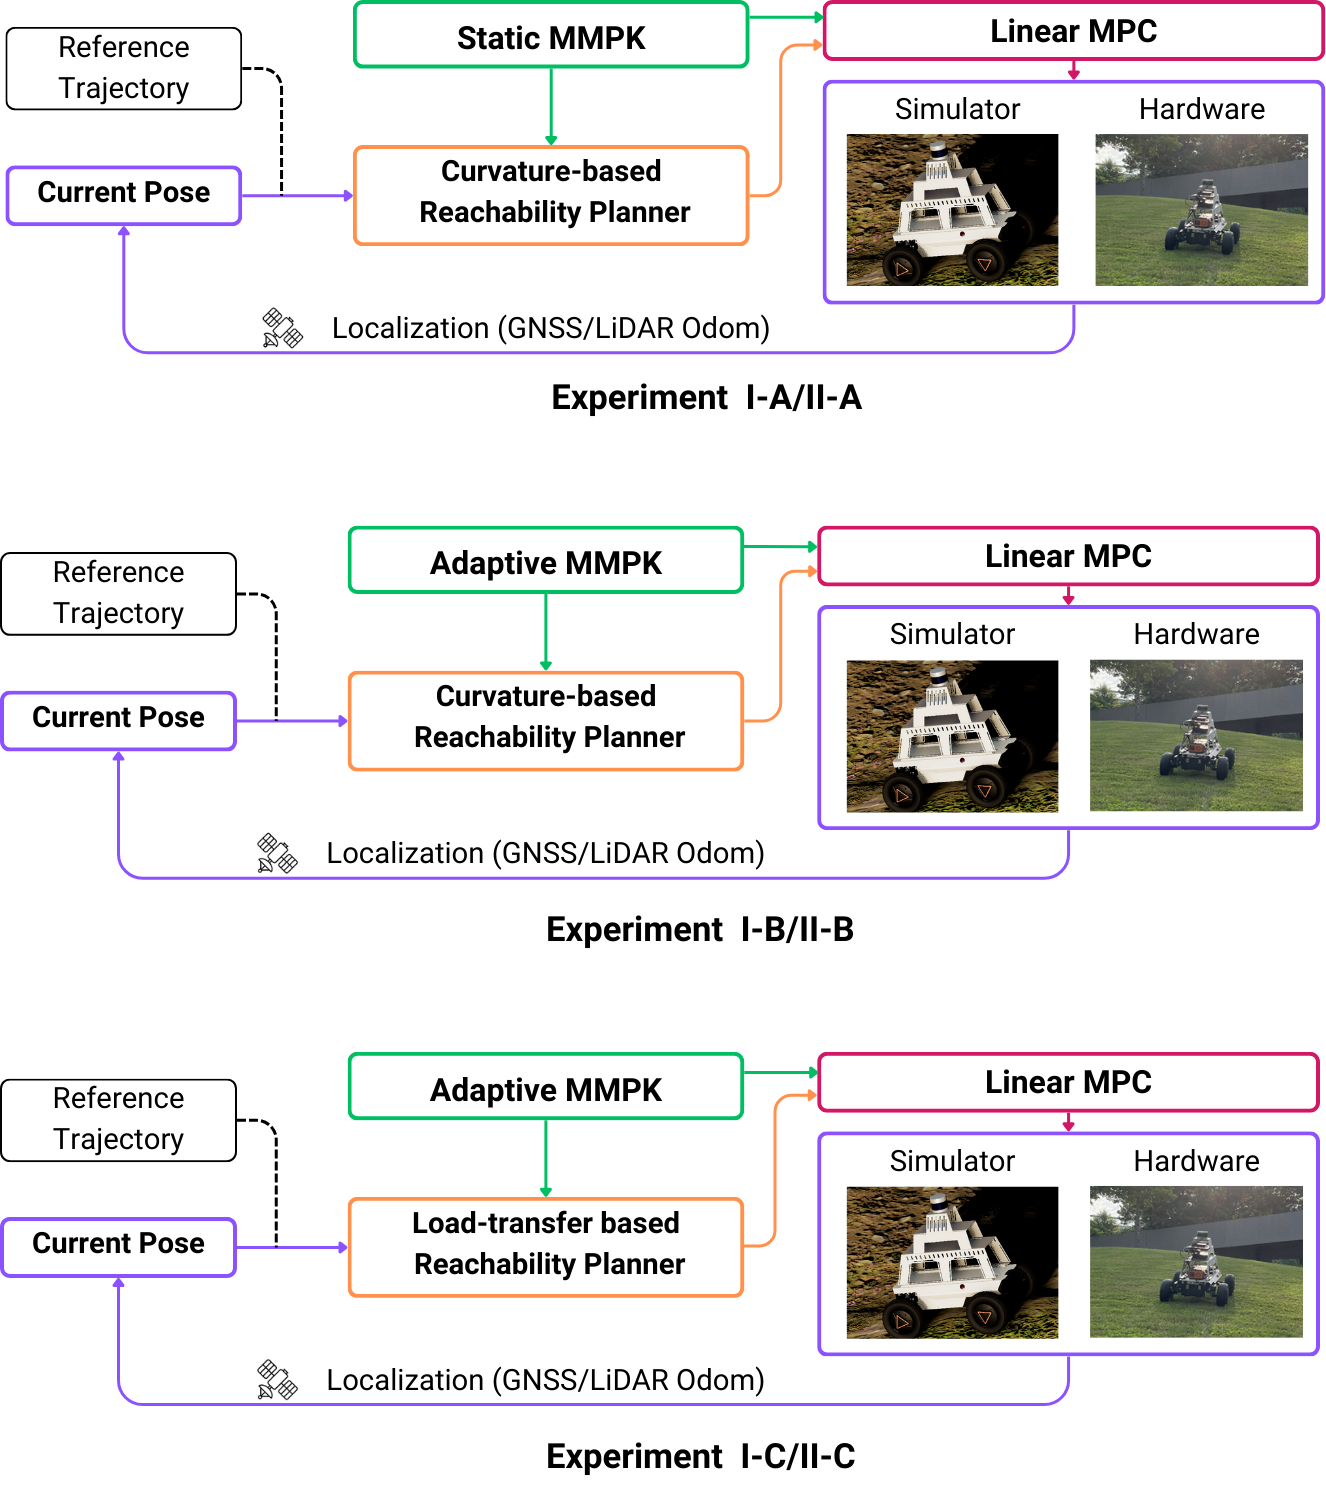 Static MMPK
Linear MPC
Reference
Trajectory
Simulator
Hardware
Current Pose
Curvature-based
Reachability Planner
Localization (GNSS/LiDAR Odom)
Experiment I-A/II-A
Adaptive MMPK
Linear MPC
Reference
Trajectory
Simulator
Hardware
Current Pose
Curvature-based
Reachability Planner
Localization (GNSS/LiDAR Odom)
Experiment I-B/II-B
Adaptive MMPK
Linear MPC
Reference
Trajectory
Simulator
Hardware
Current Pose
Load-transfer based
Reachability Planner
Localization (GNSS/LiDAR Odom)
Experiment I-C/II-C